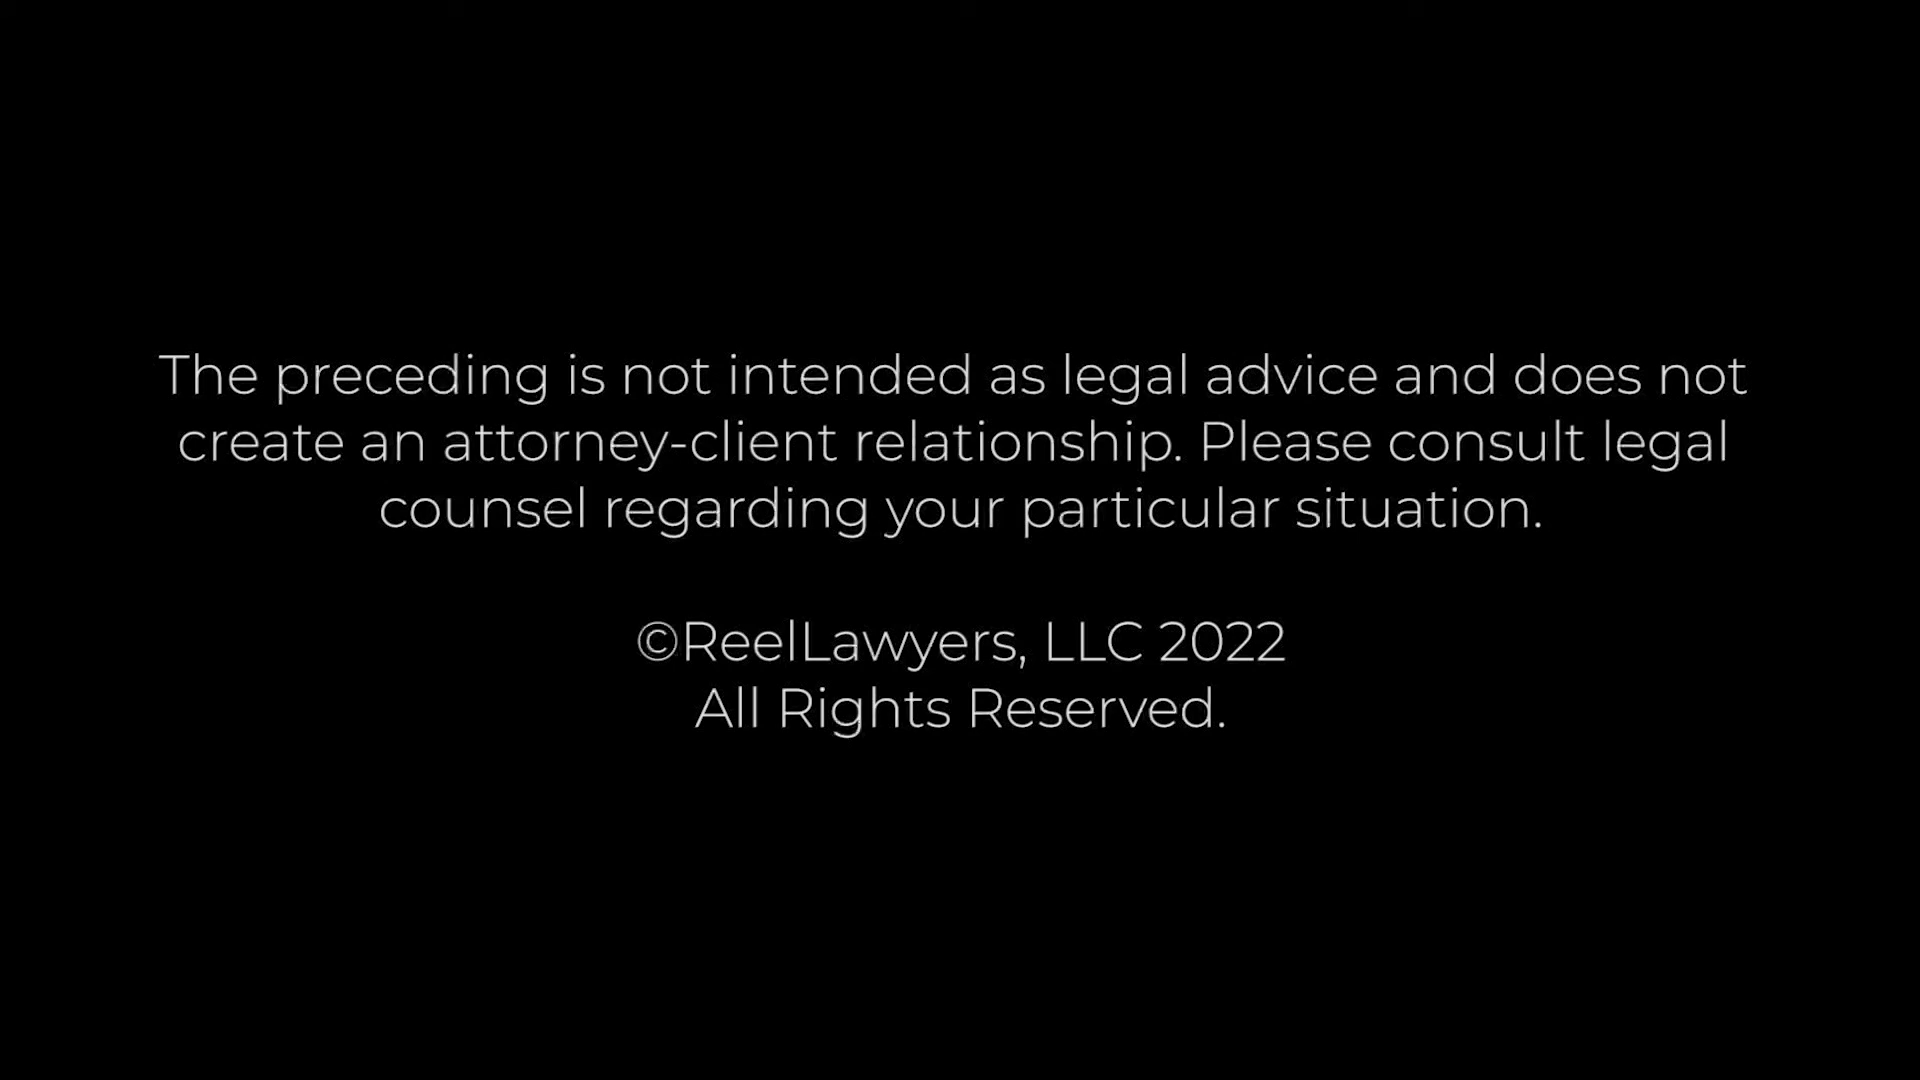 The preceding is not intended as legal advice and does not
create an attorney-client relationship. Please consult legal
counsel regarding your particular situation.
©ReelLawyers, LLC 2022
All Rights Reserved.